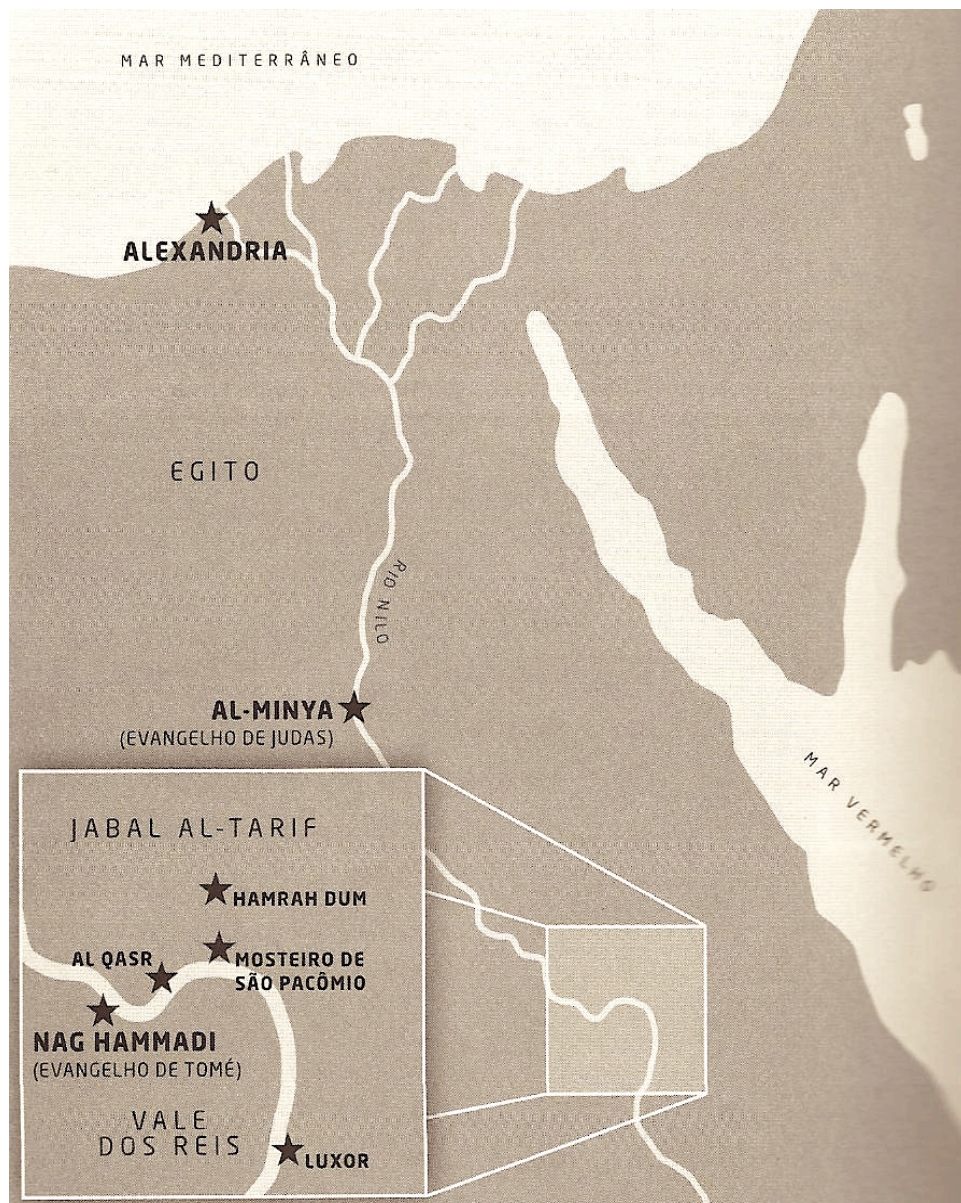 MAR MEDITERRÂNEO
ALEXANDRIA
EGITO
RIO NILO
AL-MINYA
(EVANGELHO DE JUDAS)
MAR VERMELHO
JABAL AL-TARIF
HAMRAH DUM
AL QASR
MOSTEIRO DE
SÃO PACÔMIO
NAG HAMMADI
(EVANGELHO DE TOMÉ)
VALE
DOS REIS
LUXOR